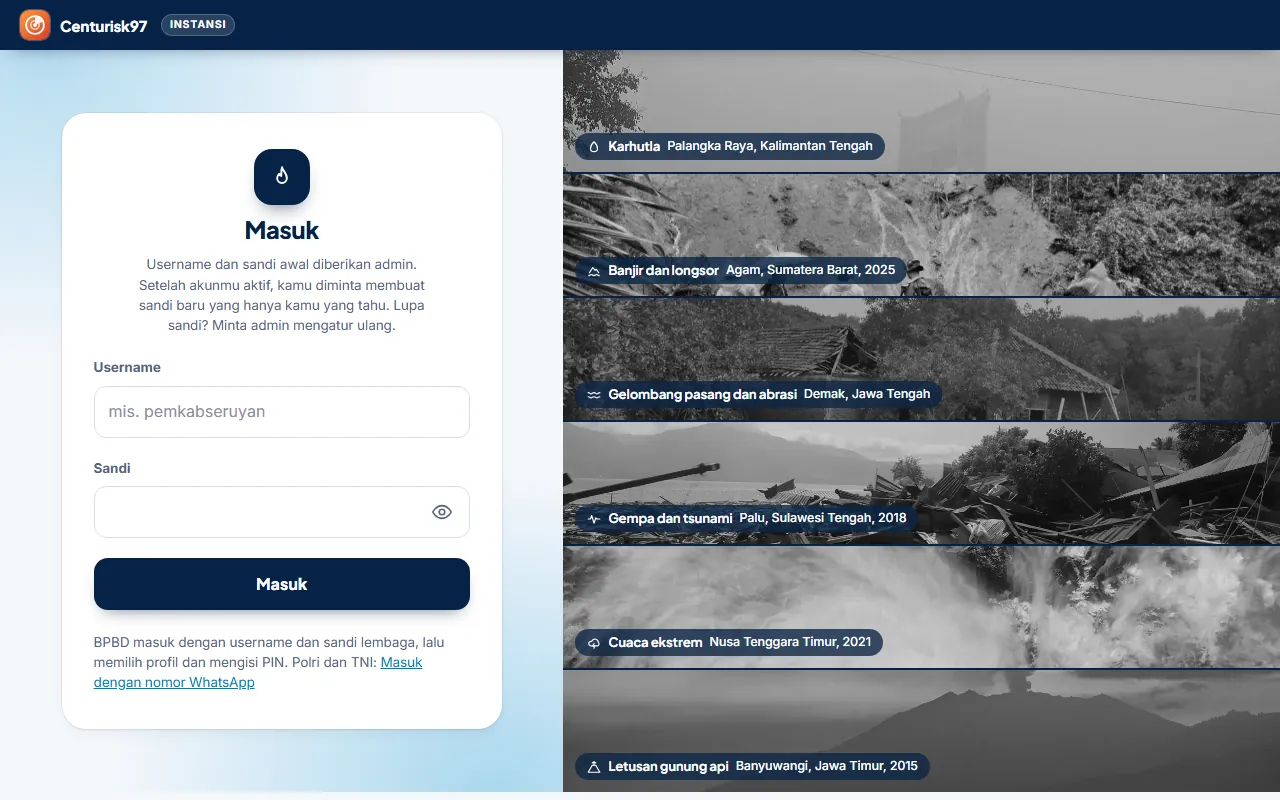 Centurisk97 INSTANSI
Masuk
Username dan sandi awal diberikan admin.
Setelah akunmu aktif, kamu diminta membuat
sandi baru yang hanya kamu yang tahu. Lupa
sandi? Minta admin mengatur ulang.
Username
mis. pemkabseruyan
Sandi
Masuk
BPBD masuk dengan username dan sandi lembaga, lalu
memilih profil dan mengisi PIN. Polri dan TNI: Masuk
dengan nomor WhatsApp
Karhutla Palangka Raya, Kalimantan Tengah
Banjir dan longsor Agam, Sumatera Barat, 2025
Gelombang pasang dan abrasi Demak, Jawa Tengah
Gempa dan tsunami Palu, Sulawesi Tengah, 2018
Cuaca ekstrem Nusa Tenggara Timur, 2021
Letusan gunung api Banyuwangi, Jawa Timur, 2015